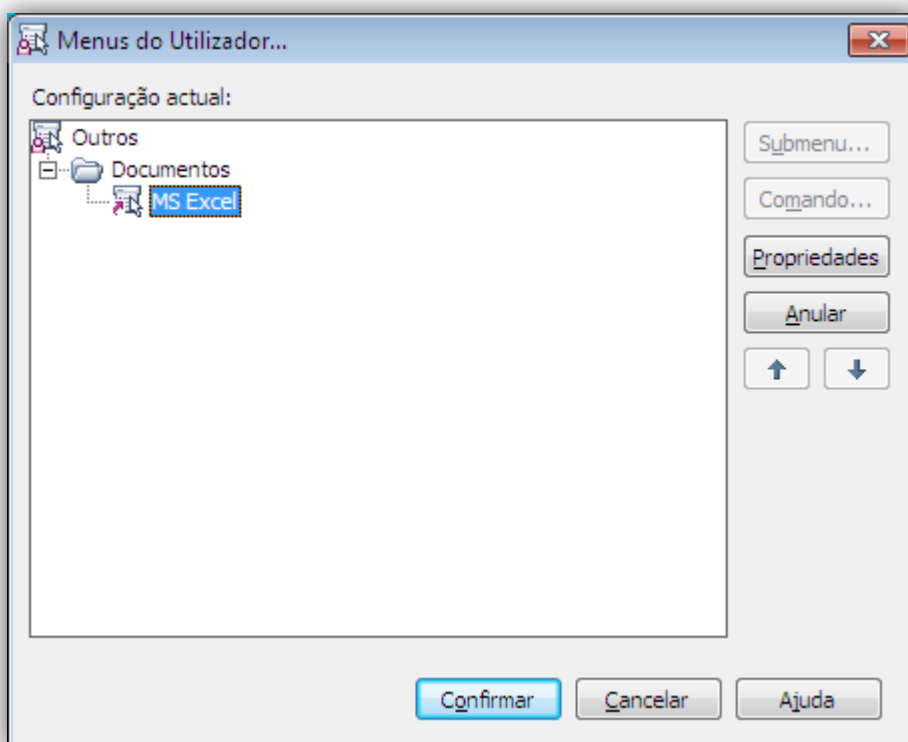 Menus do Utilizador...
Configuração actual:
Outros
Documentos
MS Excel
Submenu...
Comando...
Propriedades
Anular
Confirmar
Cancelar
Ajuda